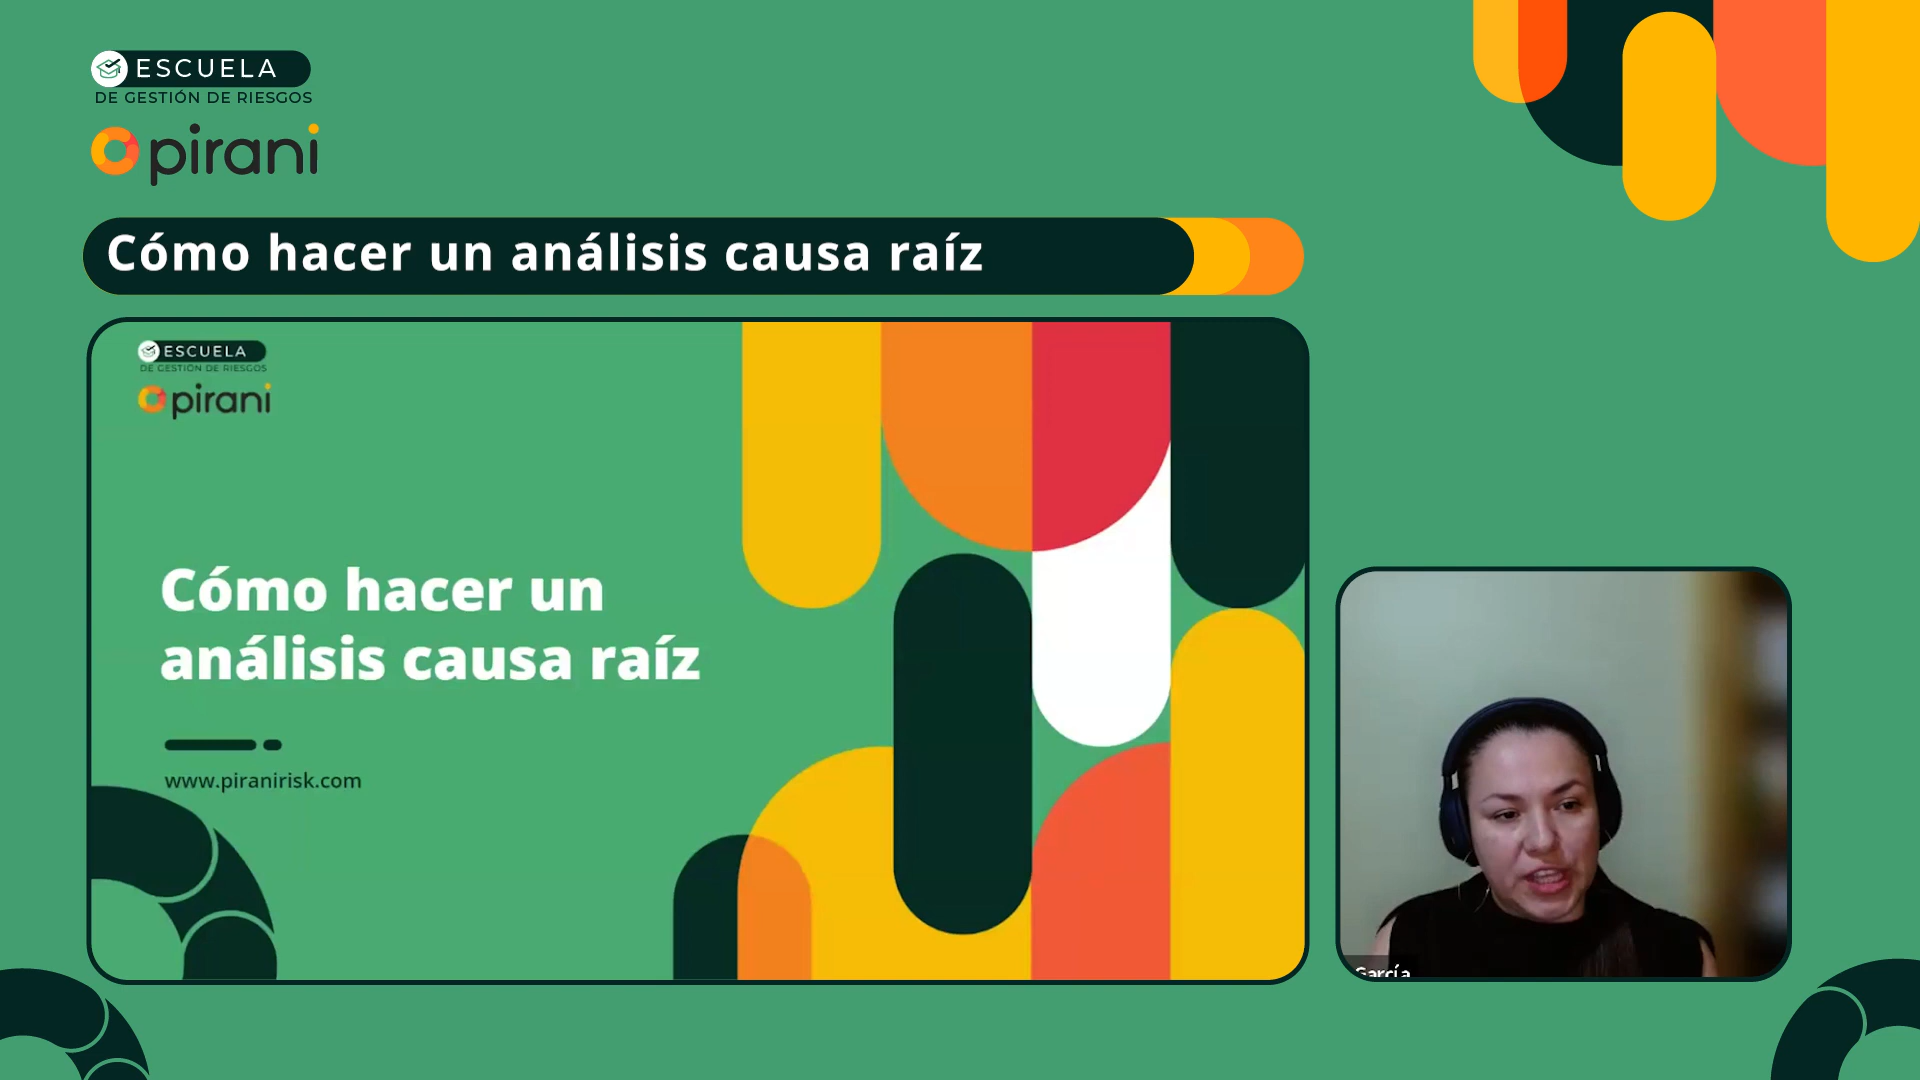 ESCUELA
DE GESTIÓN DE RIESGOS
pirani
Cómo hacer un análisis causa raíz
ESCUELA
DE GESTIÓN DE RIESGOS
pirani
Cómo hacer un
análisis causa raíz
www.piranirisk.com
García